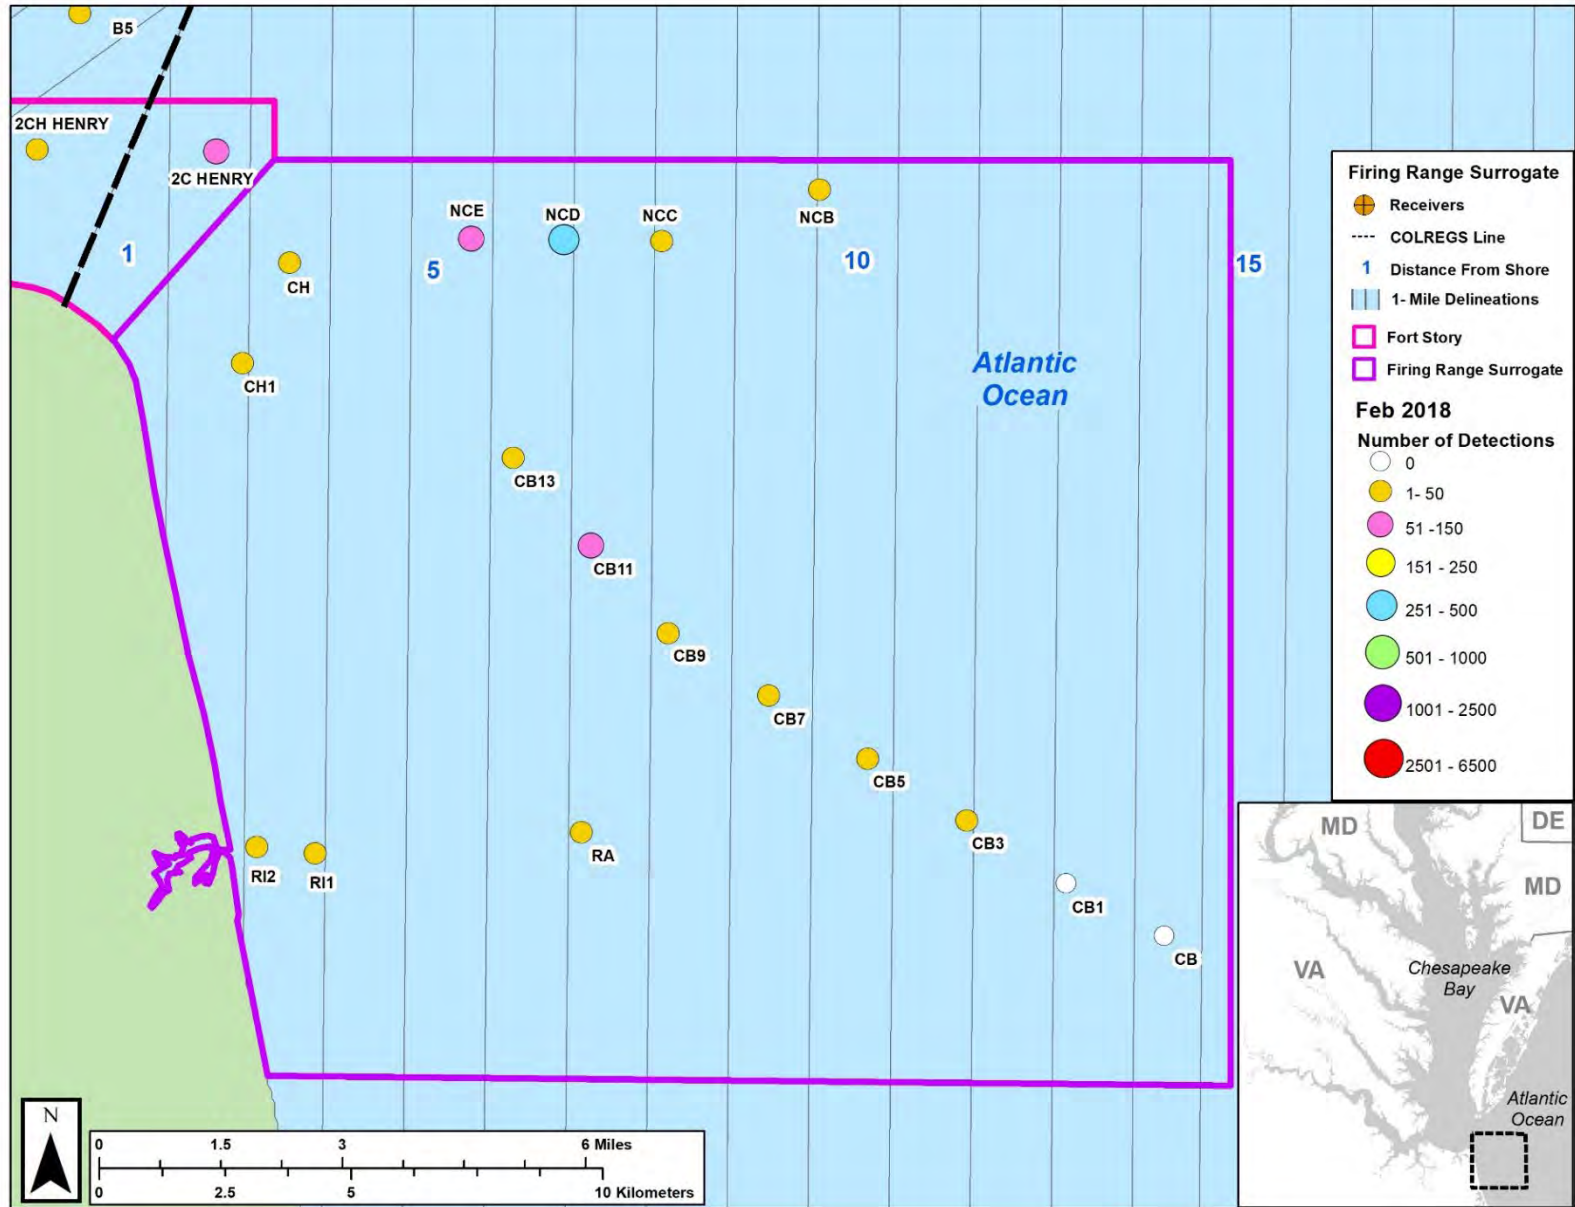 B5
2CH HENRY
2C HENRY
1
NCE
NCD
NCC
NCB
CH
5
10
15
CH1
Atlantic
Ocean
CB13
CB11
CB9
CB7
CB5
CB3
CB1
CB
RA
RI2
RI1
Firing Range Surrogate
Receivers
COLREGS Line
1 Distance From Shore
1- Mile Delineations
Fort Story
Firing Range Surrogate
Feb 2018
Number of Detections
0
1- 50
51 -150
151 - 250
251 - 500
501 - 1000
1001 - 2500
2501 - 6500
N
0 1.5 3 6 Miles
0 2.5 5 10 Kilometers
MD
DE
MD
VA
Chesapeake
Bay
VA
Atlantic
Ocean